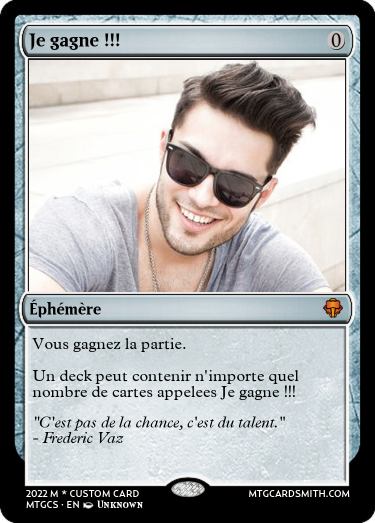 Je gagne !!!
0
Éphémère
Vous gagnez la partie.
Un deck peut contenir n'importe quel
nombre de cartes appelees Je gagne !!!
"C'est pas de la chance, c'est du talent."
- Frederic Vaz
2022 M * CUSTOM CARD
MTGCS · EN Unknown
MTGCARDSMITH.COM